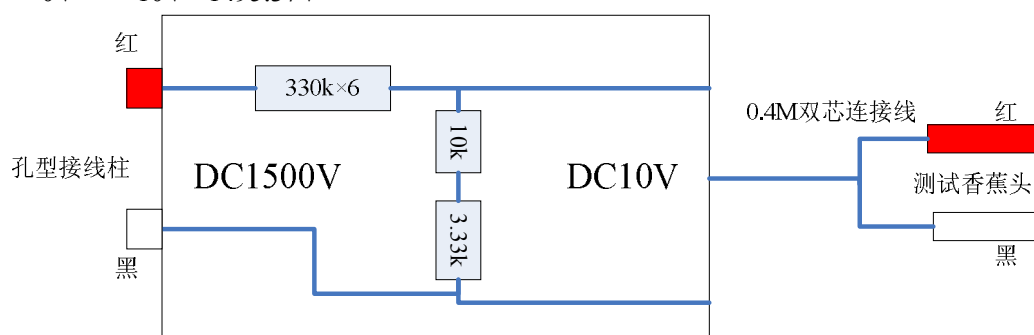 红
330k×6
10k
0.4M双芯连接线
红
孔型接线柱
DC1500V
DC10V
测试香蕉头
3.33k
黑
黑